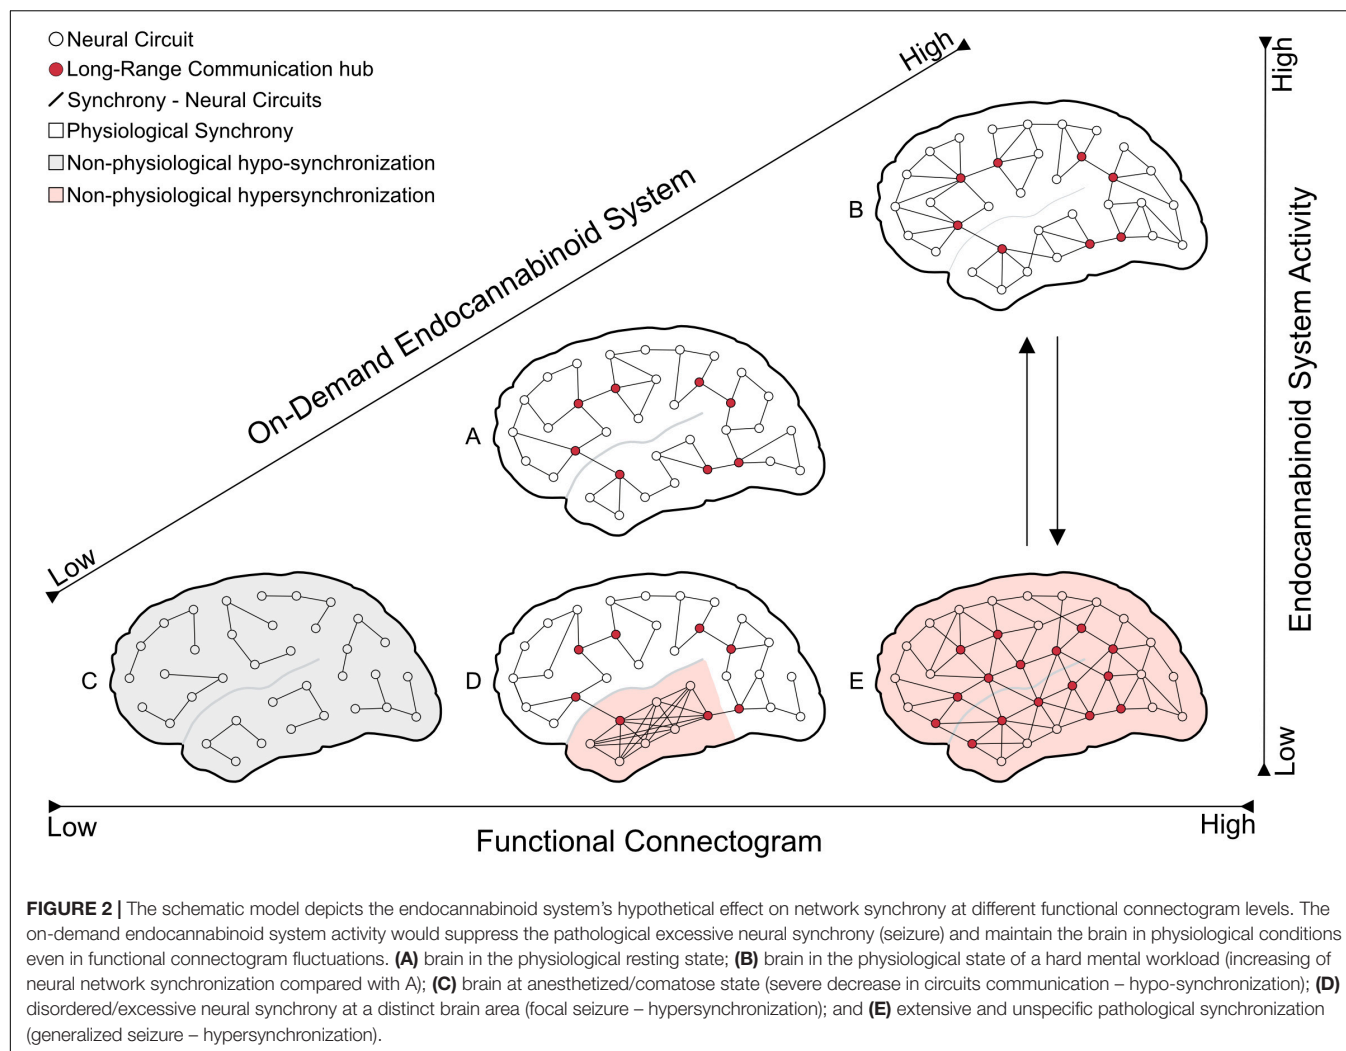 Neural Circuit
Long-Range Communication hub
Synchrony - Neural Circuits
Physiological Synchrony
Non-physiological hypo-synchronization
Non-physiological hypersynchronization
High
On-Demand Endocannabinoid System
Low
High
Endocannabinoid System Activity
Low
B
A
C
D
E
Low
Functional Connectogram
High
FIGURE 2 | The schematic model depicts the endocannabinoid system's hypothetical effect on network synchrony at different functional connectogram levels. The
on-demand endocannabinoid system activity would suppress the pathological excessive neural synchrony (seizure) and maintain the brain in physiological conditions
even in functional connectogram fluctuations. (A) brain in the physiological resting state; (B) brain in the physiological state of a hard mental workload (increasing of
neural network synchronization compared with A); (C) brain at anesthetized/comatose state (severe decrease in circuits communication – hypo-synchronization); (D)
disordered/excessive neural synchrony at a distinct brain area (focal seizure – hypersynchronization); and (E) extensive and unspecific pathological synchronization
(generalized seizure – hypersynchronization).